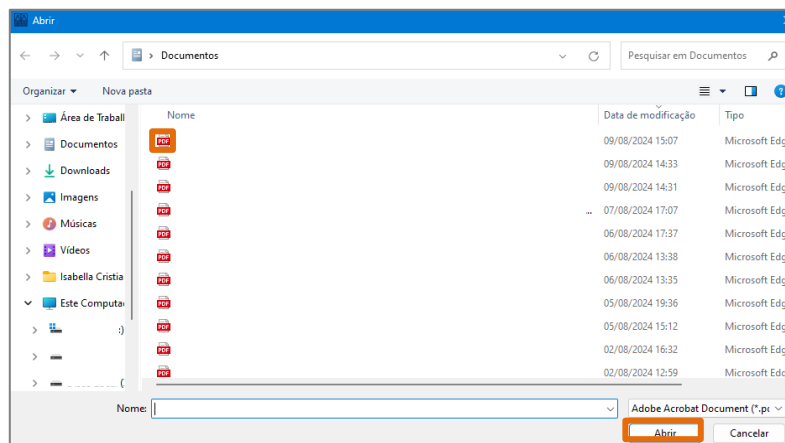 Abrir
Documentos
Pesquisar em Documentos
Organizar
Nova pasta
Nome
Data de modificação
Tipo
Área de Traball
Documentos
Downloads
Imagens
Músicas
Vídeos
Isabella Cristia
Este Computa
:)
(
PDF 09/08/2024 15:07 Microsoft Edg
PDF 09/08/2024 14:33 Microsoft Edg
PDF 09/08/2024 14:31 Microsoft Edg
PDF ... 07/08/2024 17:07 Microsoft Edg
PDF 06/08/2024 17:37 Microsoft Edg
PDF 06/08/2024 13:38 Microsoft Edg
PDF 06/08/2024 13:35 Microsoft Edg
PDF 05/08/2024 19:36 Microsoft Edg
PDF 05/08/2024 15:12 Microsoft Edg
PDF 02/08/2024 16:32 Microsoft Edg
PDF 02/08/2024 12:59 Microsoft Edg
Nome:
Adobe Acrobat Document (*.pc
Abrir
Cancelar